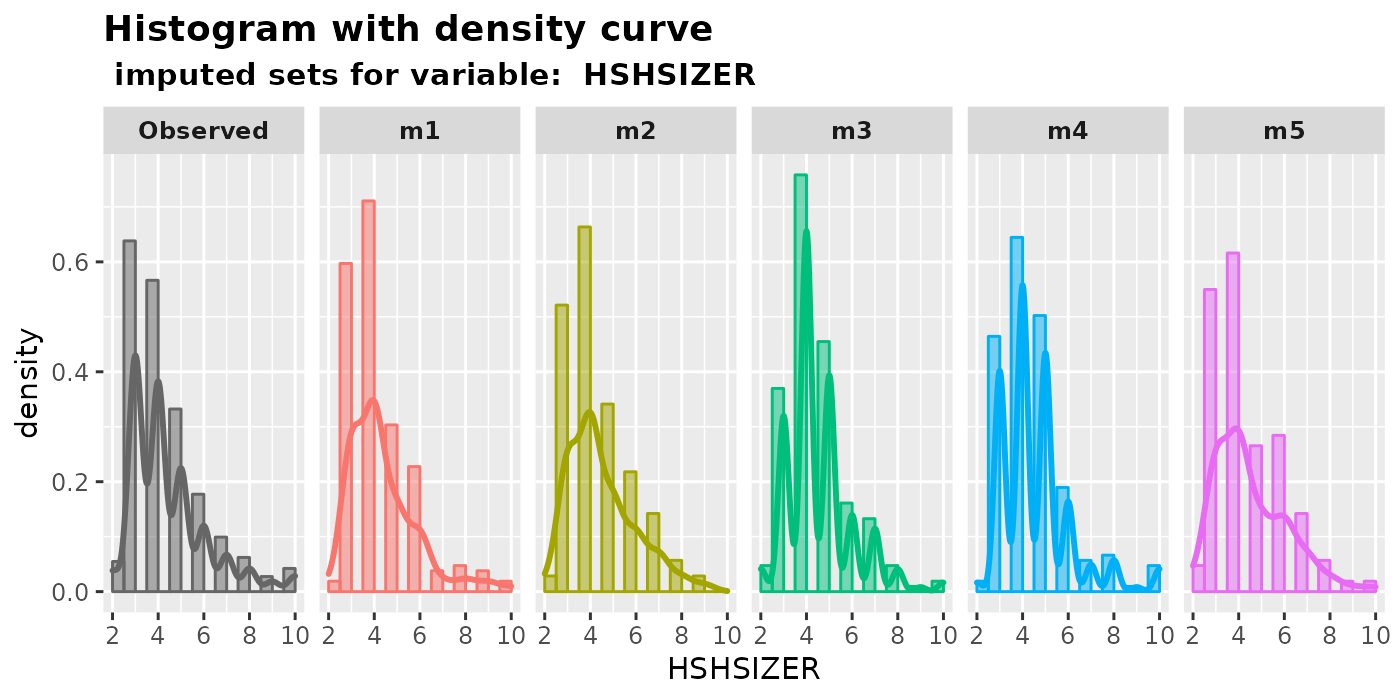 Histogram with density curve
imputed sets for variable:  HSHSIZER
Observed m1 m2 m3 m4 m5
density
0.6
0.4
0.2
0.0
2 4 6 8 10 2 4 6 8 10 2 4 6 8 10 2 4 6 8 10 2 4 6 8 10 2 4 6 8 10
HSHSIZER